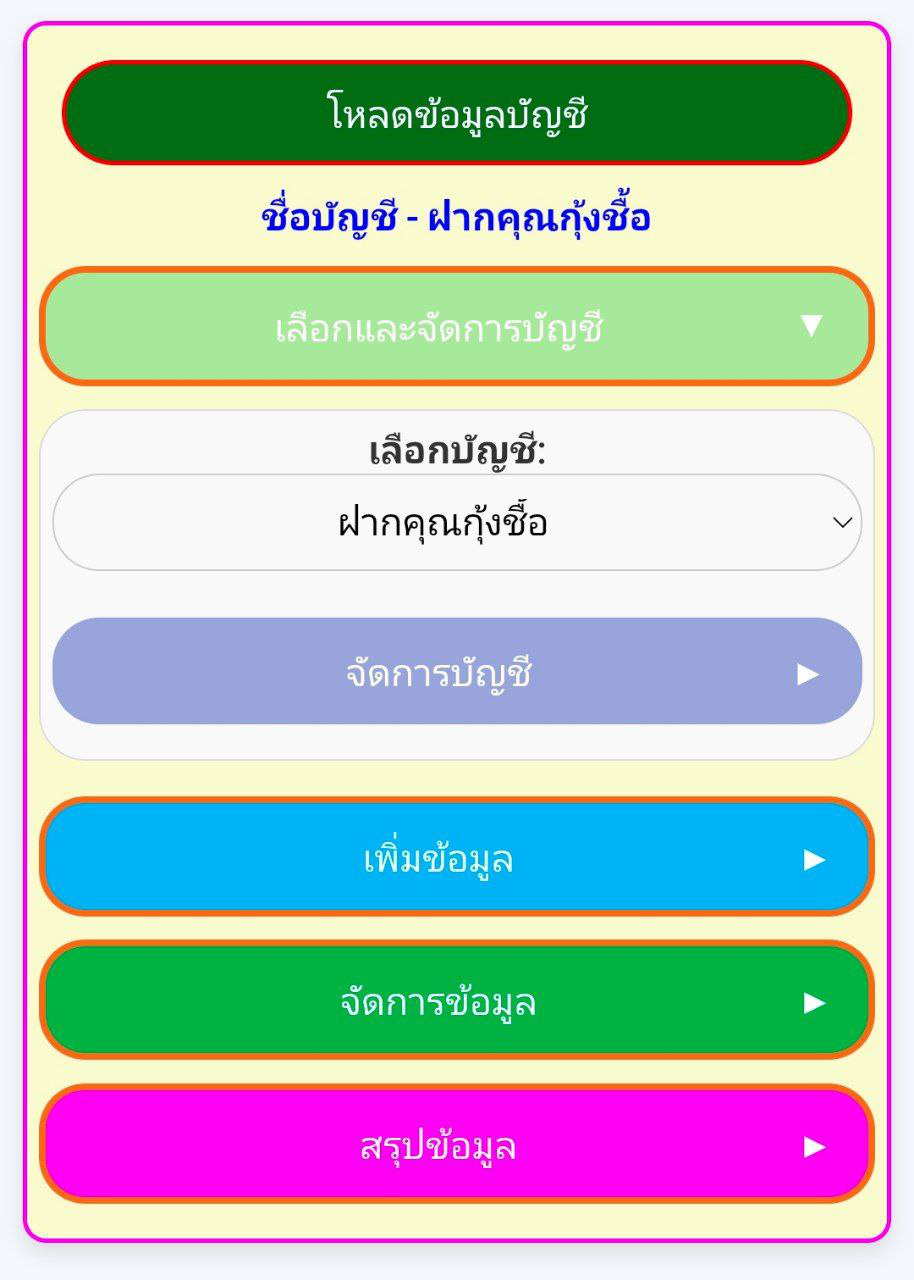 โหลดข้อมูลบัญชี
ชื่อบัญชี - ฝากคุณกุ้งชื้อ
เลือกและจัดการบัญชี ▼
เลือกบัญชี:
ฝากคุณกุ้งชื้อ
จัดการบัญชี ►
เพิ่มข้อมูล ►
จัดการข้อมูล ►
สรุปข้อมูล ►